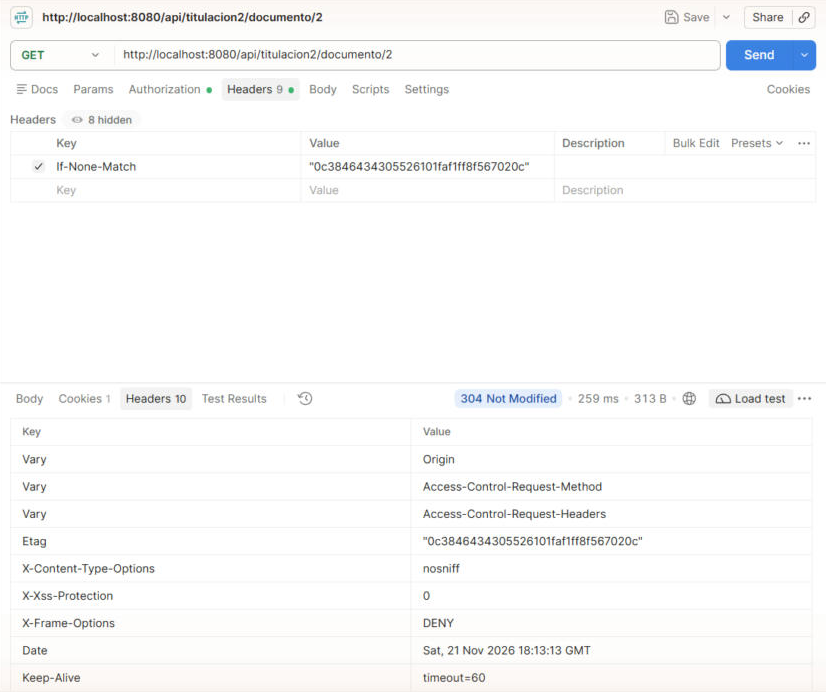 HTTP http://localhost:8080/api/titulacion2/documento/2 Save Share
GET http://localhost:8080/api/titulacion2/documento/2 Send
Docs Params Authorization Headers 9 Body Scripts Settings Cookies
Headers 8 hidden
Key Value Description Bulk Edit Presets
If-None-Match "0c3846434305526101faf1ff8f567020c"
Key Value Description
Body Cookies 1 Headers 10 Test Results 304 Not Modified 259 ms 313 B Load test
Key Value
Vary Origin
Vary Access-Control-Request-Method
Vary Access-Control-Request-Headers
Etag "0c3846434305526101faf1ff8f567020c"
X-Content-Type-Options nosniff
X-Xss-Protection 0
X-Frame-Options DENY
Date Sat, 21 Nov 2026 18:13:13 GMT
Keep-Alive timeout=60